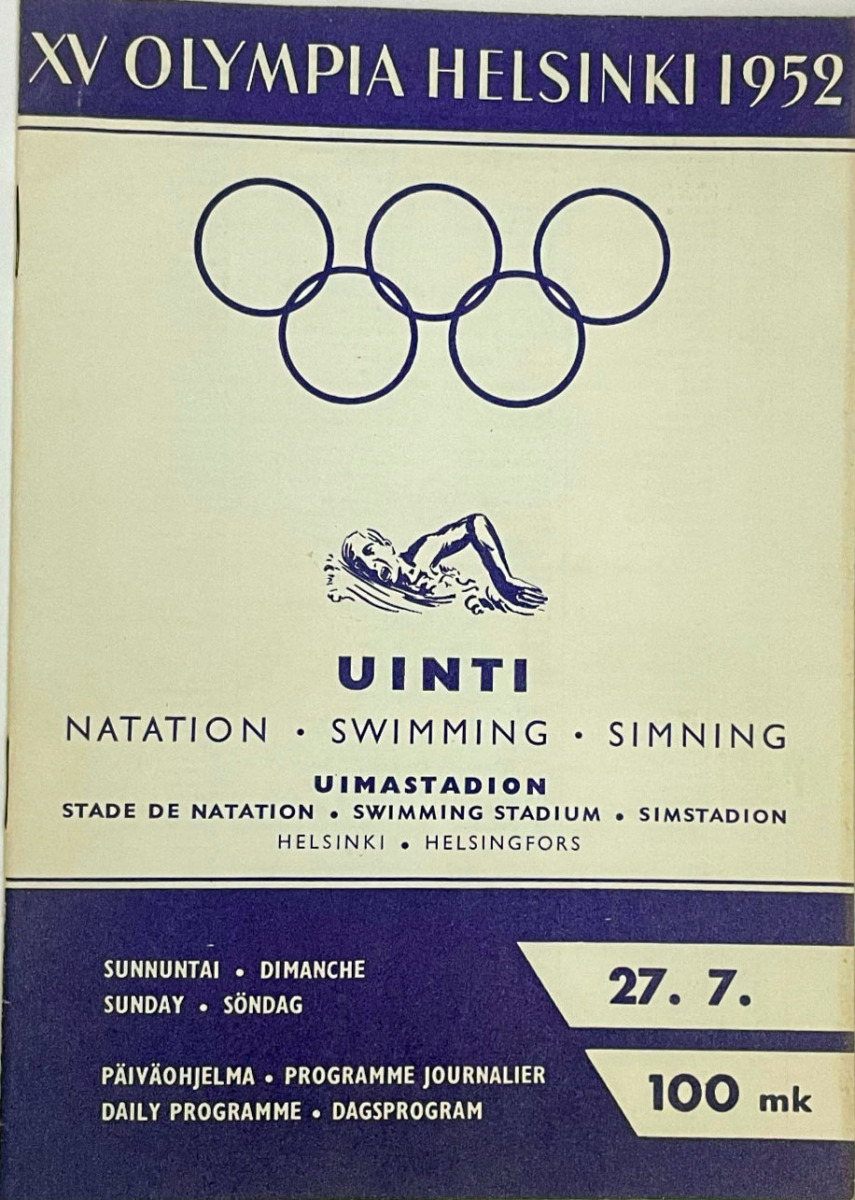 XV OLYMPIA HELSINKI 1952
UINTI
NATATION • SWIMMING • SIMNING
UIMASTADION
STADE DE NATATION • SWIMMING STADIUM • SIMSTADION
HELSINKI • HELSINGFORS
SUNNUNTAI • DIMANCHE
SUNDAY • SÖNDAG
27. 7.
PÄIVÄOHJELMA • PROGRAMME JOURNALIER
DAILY PROGRAMME • DAGSPROGRAM
100 mk